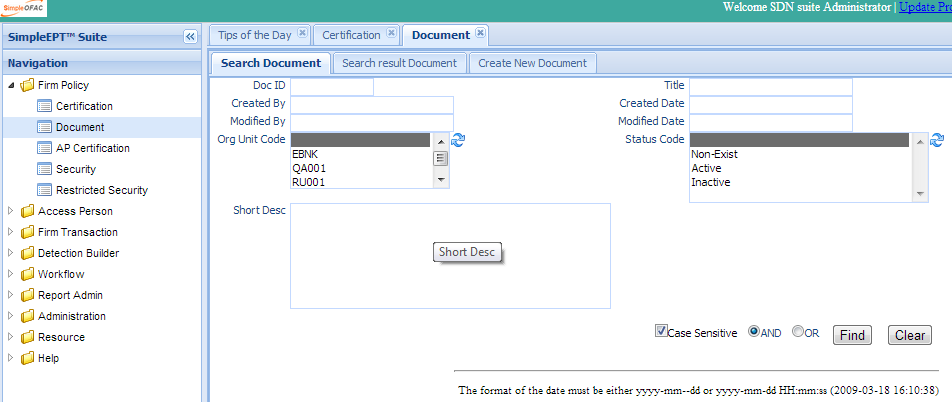 SimpleOFAC
Welcome SDN suite Administrator | Update Pro
SimpleEPT™ Suite
Tips of the Day
Certification
Document
Navigation
Search Document
Search result Document
Create New Document
Firm Policy
Certification
Document
AP Certification
Security
Restricted Security
Access Person
Firm Transaction
Detection Builder
Workflow
Report Admin
Administration
Resource
Help
Doc ID
Title
Created By
Created Date
Modified By
Modified Date
Org Unit Code
EBNK
QA001
RU001
Status Code
Non-Exist
Active
Inactive
Short Desc
Short Desc
Case Sensitive
AND
OR
Find
Clear
The format of the date must be either yyyy-mm--dd or yyyy-mm-dd HH:mm:ss (2009-03-18 16:10:38)